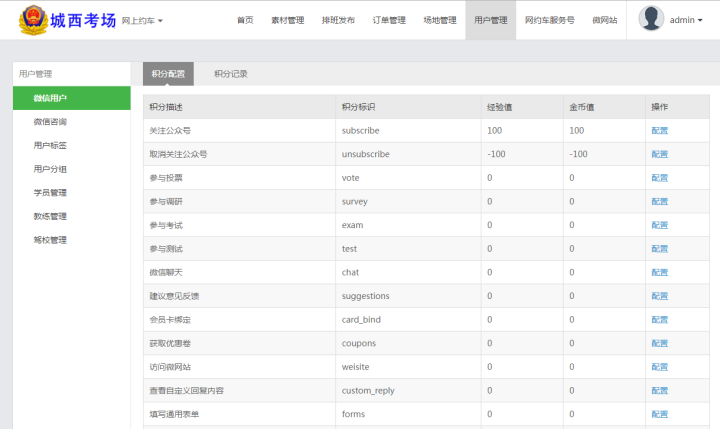 城西考场 网上约车 首页 素材管理 排班发布 订单管理 场地管理 用户管理 网约车服务号 微网站 admin
用户管理 积分配置 积分记录
微信用户
微信咨询
用户标签
用户分组
学员管理
教练管理
驾校管理
积分描述 积分标识 经验值 金币值 操作
关注公众号 subscribe 100 100 配置
取消关注公众号 unsubscribe -100 -100 配置
参与投票 vote 0 0 配置
参与调研 survey 0 0 配置
参与考试 exam 0 0 配置
参与测试 test 0 0 配置
微信聊天 chat 0 0 配置
建议意见反馈 suggestions 0 0 配置
会员卡绑定 card_bind 0 0 配置
获取优惠卷 coupons 0 0 配置
访问微网站 weisite 0 0 配置
查看自定义回复内容 custom_reply 0 0 配置
填写通用表单 forms 0 0 配置